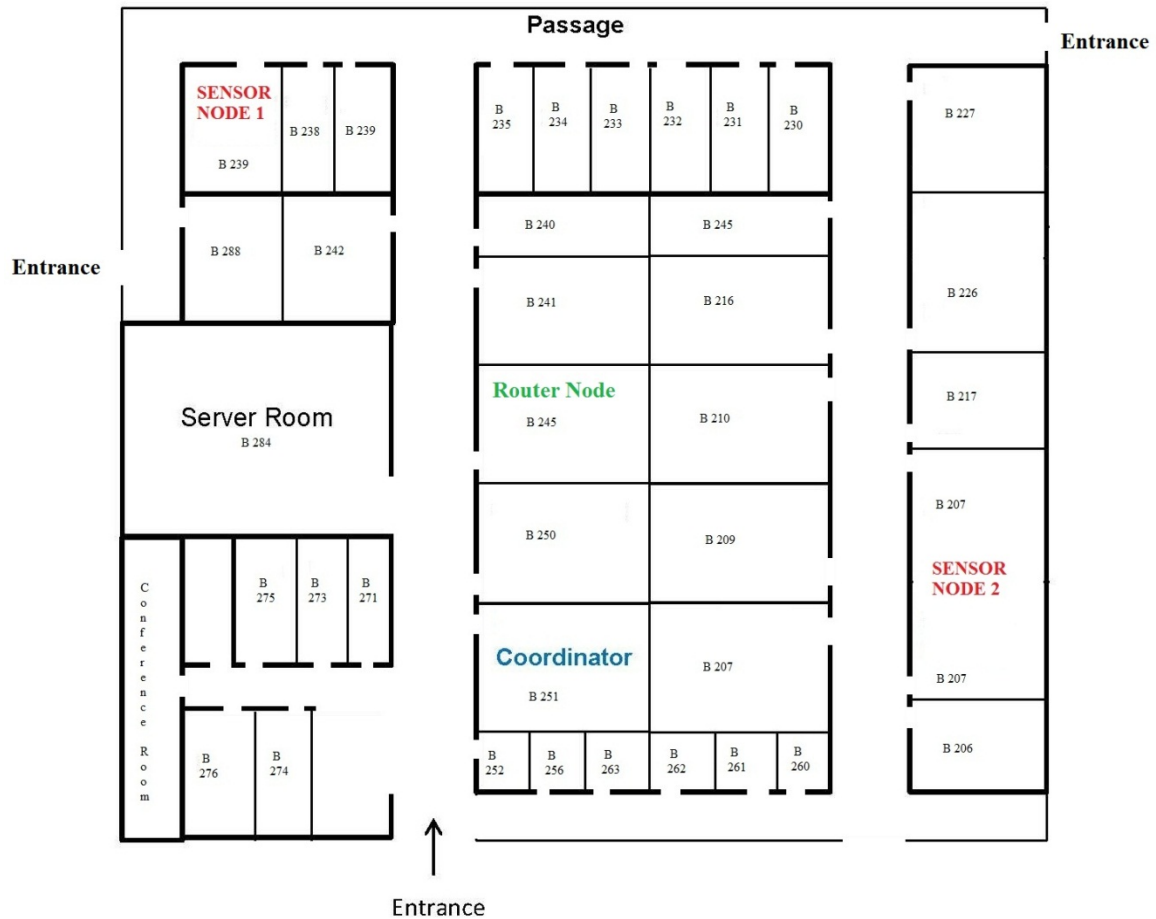 Passage
Entrance
SENSOR
NODE 1
B 238
B 239
B 239
B
235
B
234
B
233
B
232
B
231
B
230
B 227
B 288
B 242
B 240
B 245
Entrance
B 241
B 216
B 226
Router Node
B 245
B 210
B 217
Server Room
B 284
B 250
B 209
B 207
SENSOR
NODE 2
B 207
Conference Room
B
275
B
273
B
271
Coordinator
B 251
B 207
B
276
B
274
B
252
B
256
B
263
B
262
B
261
B
260
B 206
Entrance